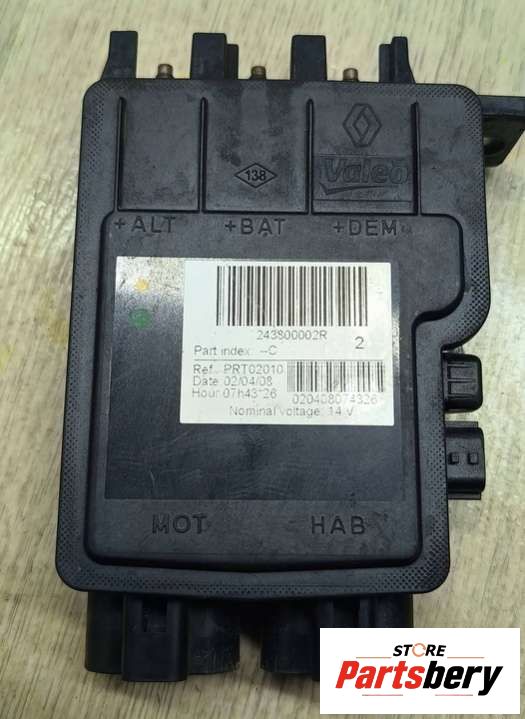 138
Valeo
+ALT
+BAT
+DEM
243800002R
Part index: --C
2
Ref. PRT02010
Date 02/04/08
Hour 07h43'26
020408074326
Nominal voltage: 14 V
MOT
HAB
STORE
Partsbery